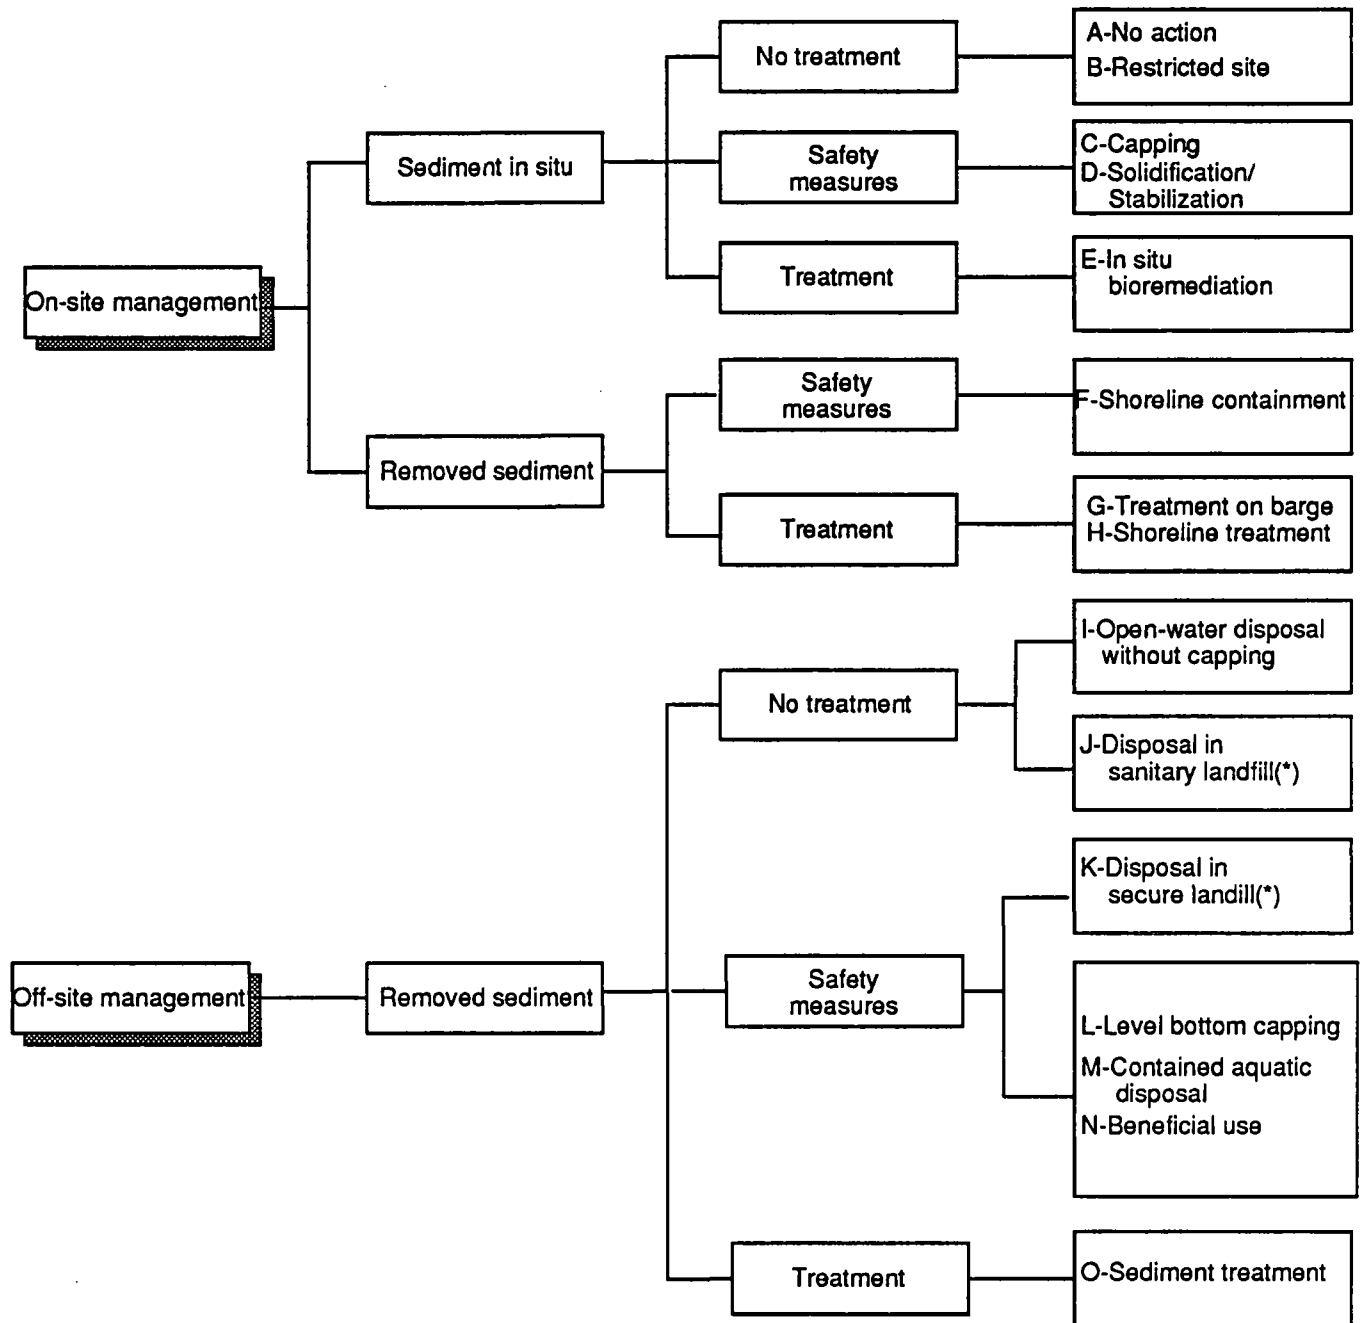 No treatment
A-No action
B-Restricted site
Sediment in situ
Safety
measures
C-Capping
D-Solidification/
Stabilization
Treatment
E-In situ
bioremediation
On-site management
Safety
measures
F-Shoreline containment
Removed sediment
Treatment
G-Treatment on barge
H-Shoreline treatment
No treatment
I-Open-water disposal
without capping
J-Disposal in
sanitary landfill(*)
K-Disposal in
secure landill(*)
Off-site management
Removed sediment
Safety
measures
L-Level bottom capping
M-Contained aquatic
disposal
N-Beneficial use
Treatment
O-Sediment treatment